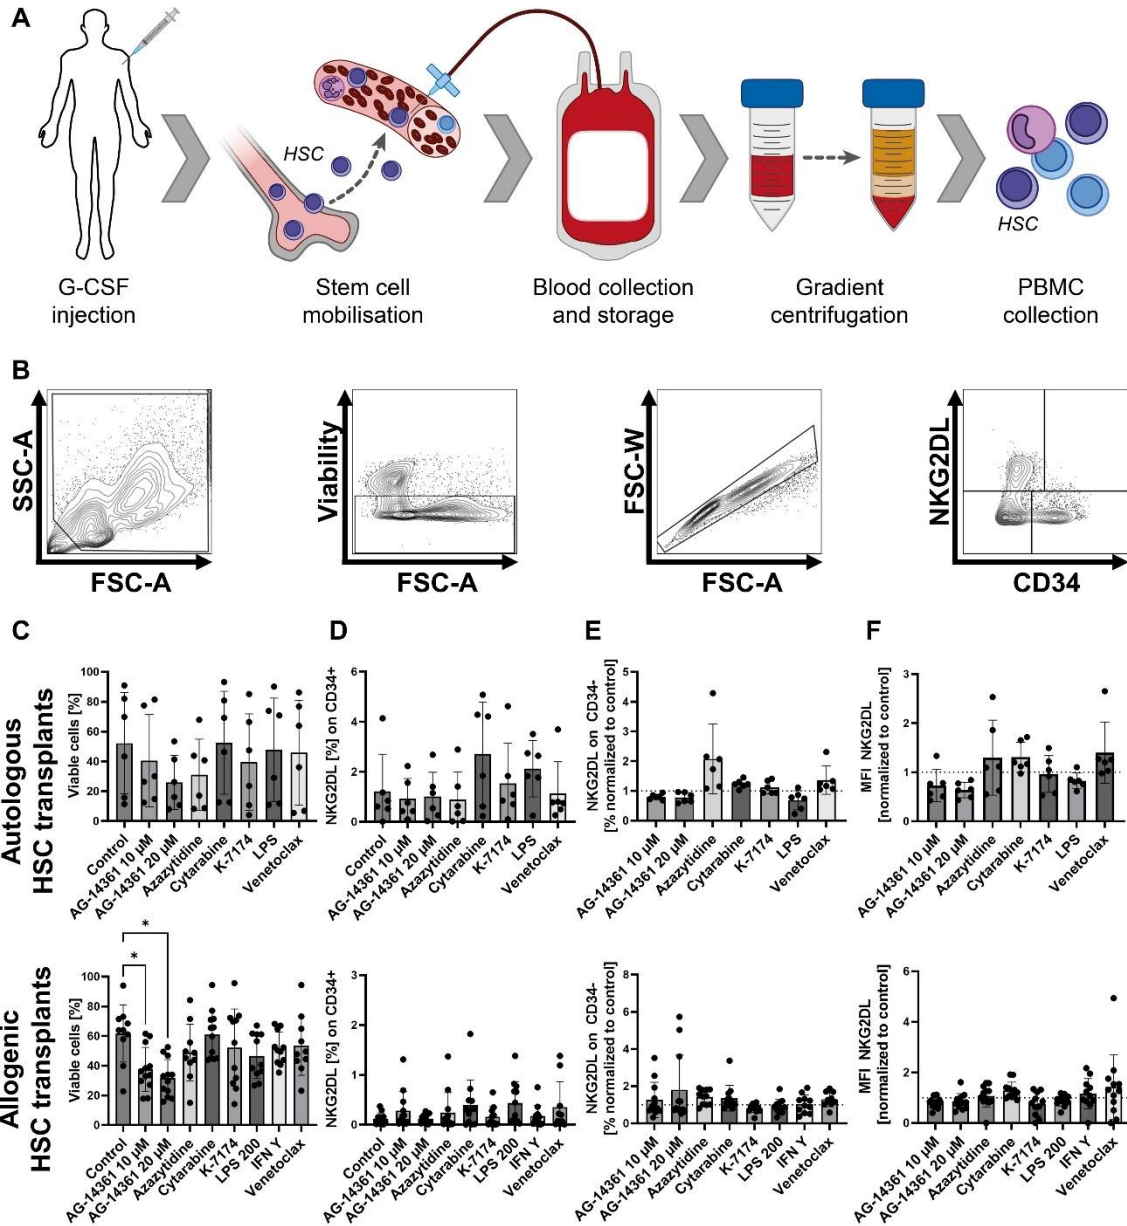 A
HSC
HSC
G-CSF
injection
Stem cell
mobilisation
Blood collection
and storage
Gradient
centrifugation
PBMC
collection
B
SSC-A
FSC-A
Viability
FSC-A
FSC-W
FSC-A
NKG2DL
CD34
Autologous
HSC transplants
C
Viable cells [%]
100
80
60
40
20
0
Control
AG-14361 10 µM
AG-14361 20 µM
Azazytidine
Cytarabine
K-7174
LPS
Venetoclax
D
NKG2DL [%] on CD34+
6
4
2
0
Control
AG-14361 10 µM
AG-14361 20 µM
Azazytidine
Cytarabine
K-7174
LPS
Venetoclax
E
NKG2DL on CD34-
[% normalized to control]
5
4
3
2
1
0
AG-14361 10 µM
AG-14361 20 µM
Azazytidine
Cytarabine
K-7174
LPS
Venetoclax
F
MFI NKG2DL
[normalized to control]
3
2
1
0
AG-14361 10 µM
AG-14361 20 µM
Azazytidine
Cytarabine
K-7174
LPS
Venetoclax
Allogenic
HSC transplants
Viable cells [%]
100
80
60
40
20
0
*
*
Control
AG-14361 10 µM
AG-14361 20 µM
Azazytidine
Cytarabine
K-7174
LPS 200
IFN Y
Venetoclax
NKG2DL [%] on CD34+
3
2
1
0
Control
AG-14361 10 µM
AG-14361 20 µM
Azazytidine
Cytarabine
K-7174
LPS 200
IFN Y
Venetoclax
NKG2DL on CD34-
[% normalized to control]
8
6
4
2
0
AG-14361 10 µM
AG-14361 20 µM
Azazytidine
Cytarabine
K-7174
LPS 200
IFN Y
Venetoclax
MFI NKG2DL
[normalized to control]
6
4
2
0
AG-14361 10 µM
AG-14361 20 µM
Azazytidine
Cytarabine
K-7174
LPS 200
IFN Y
Venetoclax